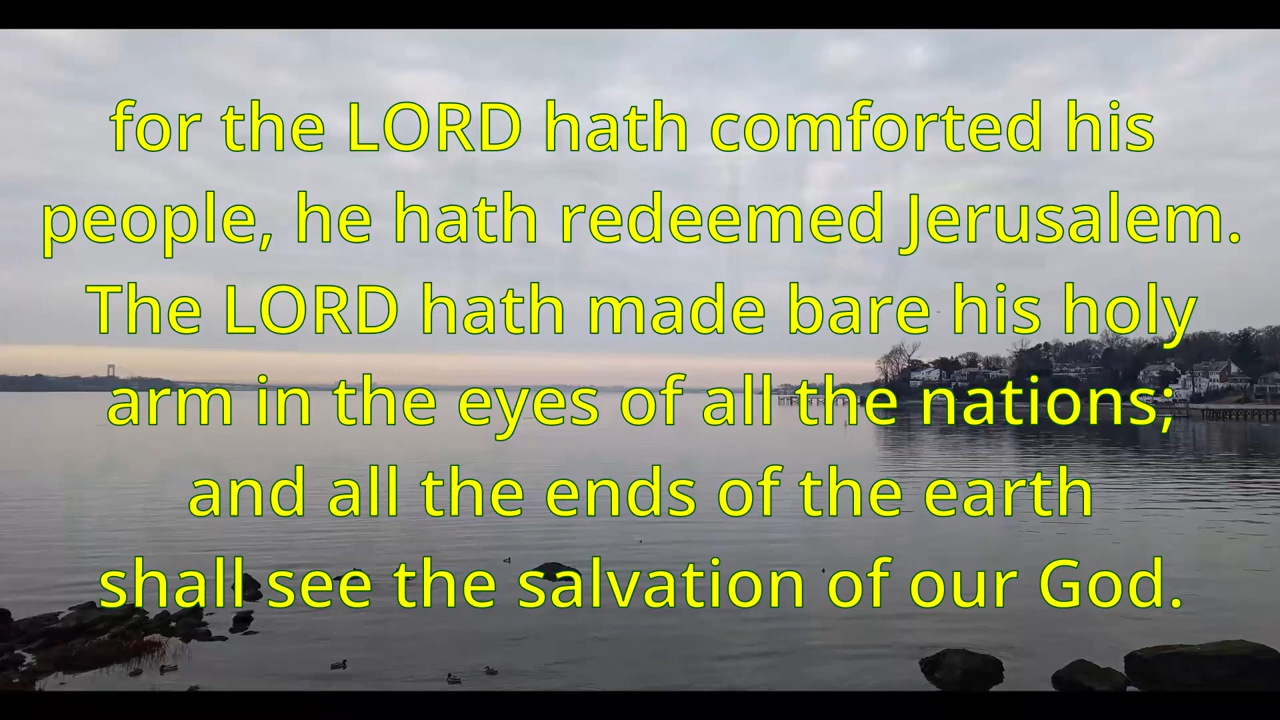 for the LORD hath comforted his
people, he hath redeemed Jerusalem.
The LORD hath made bare his holy
arm in the eyes of all the nations;
and all the ends of the earth
shall see the salvation of our God.